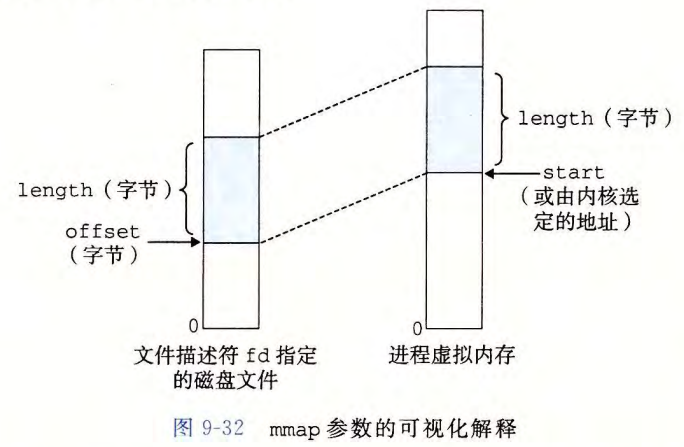 length（字节）
length（字节）
start
（或由内核选
定的地址）
offset
（字节）
0
0
文件描述符 fd 指定
的磁盘文件
进程虚拟内存
图 9-32 mmap 参数的可视化解释